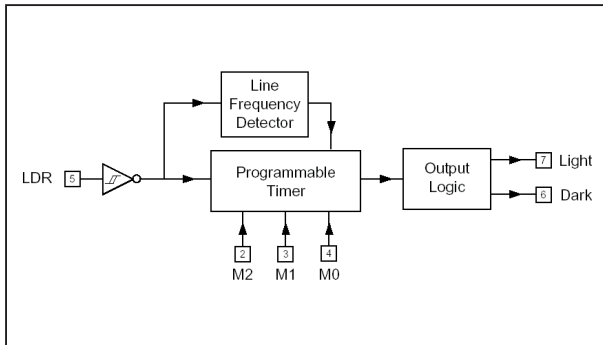 Line
Frequency
Detector
LDR
5
Programmable
Timer
Output
Logic
7
Light
6
Dark
2
3
4
M2
M1
M0